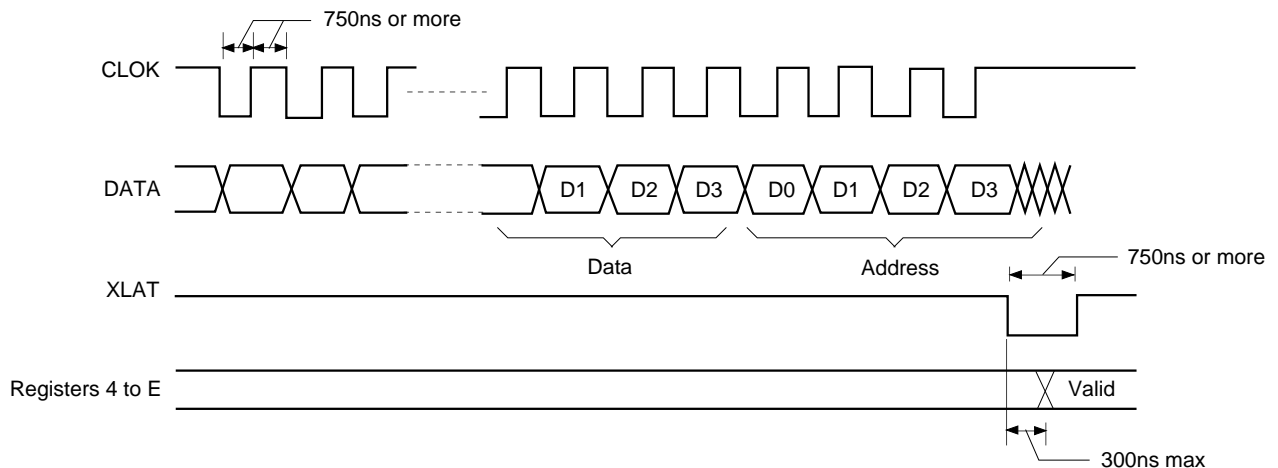 750ns or more
CLOK
DATA
D1 D2 D3 D0 D1 D2 D3
Data Address
750ns or more
XLAT
Registers 4 to E
Valid
300ns max